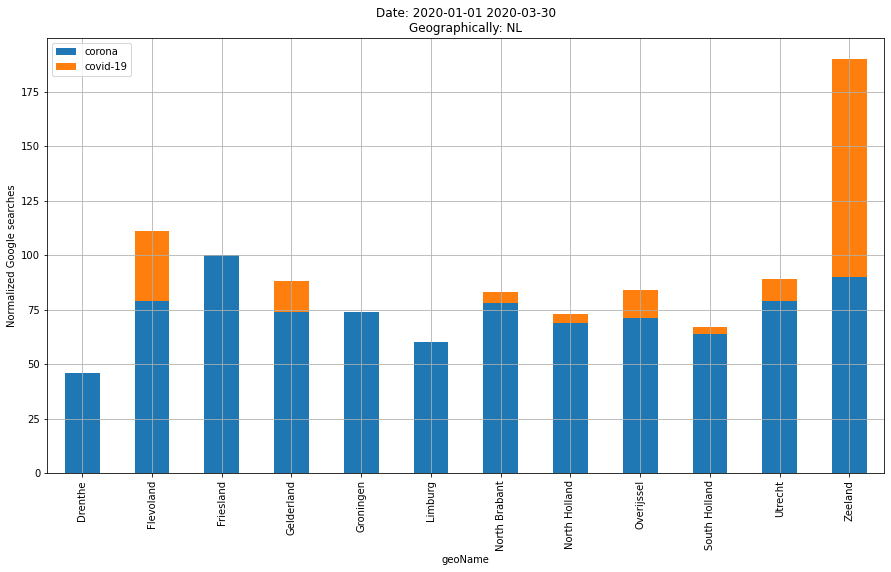 Date: 2020-01-01 2020-03-30
Geographically: NL
corona
covid-19
Normalized Google searches
175
150
125
100
75
50
25
0
Drenthe
Flevoland
Friesland
Gelderland
Groningen
Limburg
North Brabant
North Holland
Overijssel
South Holland
Utrecht
Zeeland
geoName